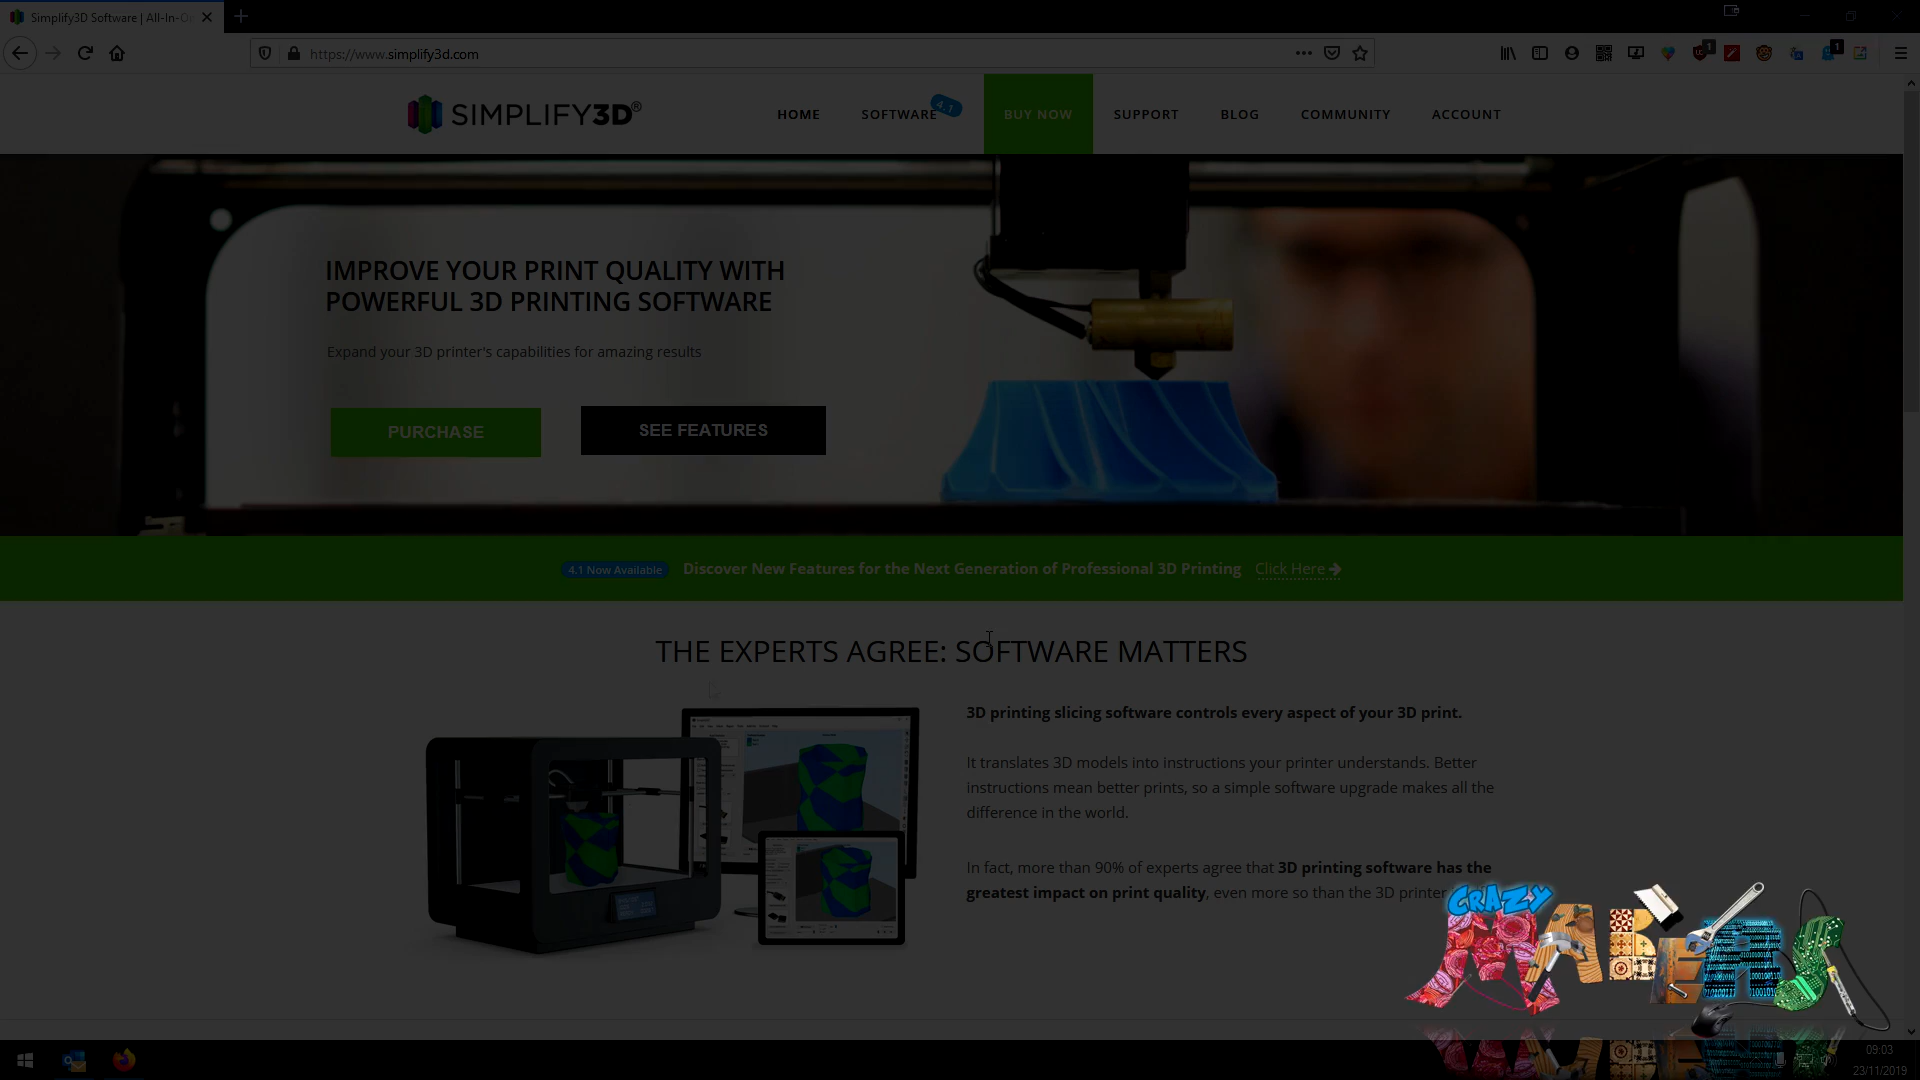 Simplify3D Software | All-In-O
https://www.simplify3d.com
1
1
SIMPLIFY3D®
HOME
SOFTWARE
4.1
BUY NOW
SUPPORT
BLOG
COMMUNITY
ACCOUNT
IMPROVE YOUR PRINT QUALITY WITH
POWERFUL 3D PRINTING SOFTWARE
Expand your 3D printer's capabilities for amazing results
PURCHASE
SEE FEATURES
4.1 Now Available
Discover New Features for the Next Generation of Professional 3D Printing
Click Here
THE EXPERTS AGREE: SOFTWARE MATTERS
3D printing slicing software controls every aspect of your 3D print.
It translates 3D models into instructions your printer understands. Better
instructions mean better prints, so a simple software upgrade makes all the
difference in the world.
In fact, more than 90% of experts agree that 3D printing software has the
greatest impact on print quality, even more so than the 3D printer
CRAZY
MAkERS
09:03
23/11/2019